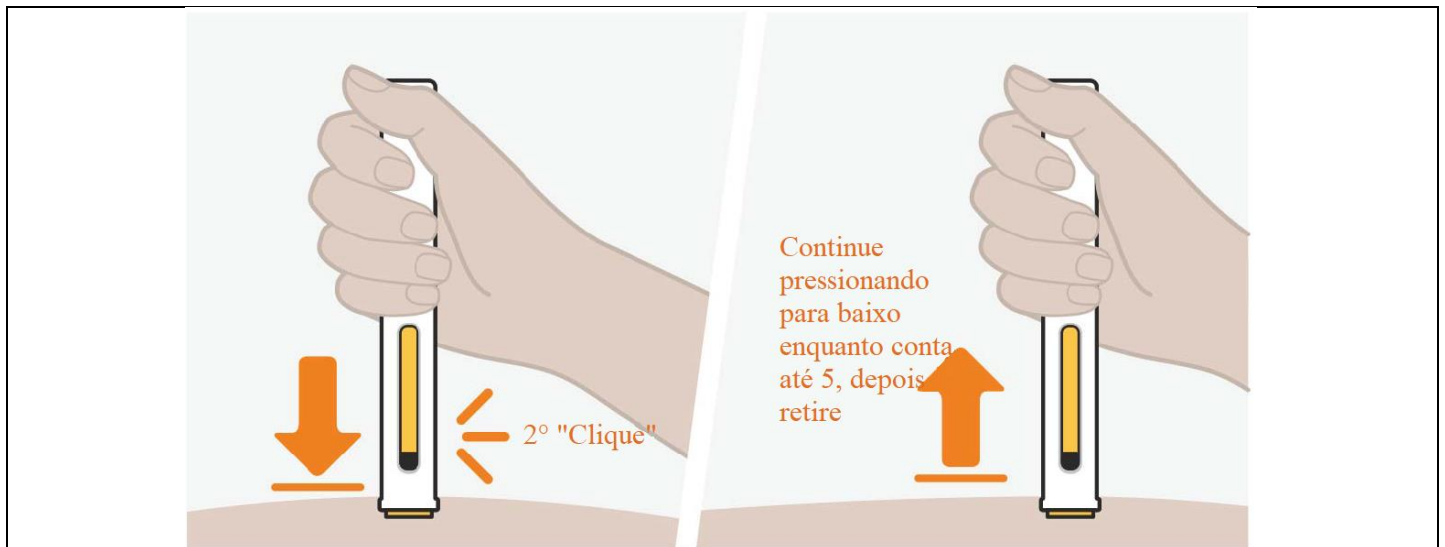 2° "Clique"
Continue
pressionando
para baixo
enquanto conta
até 5, depois
retire